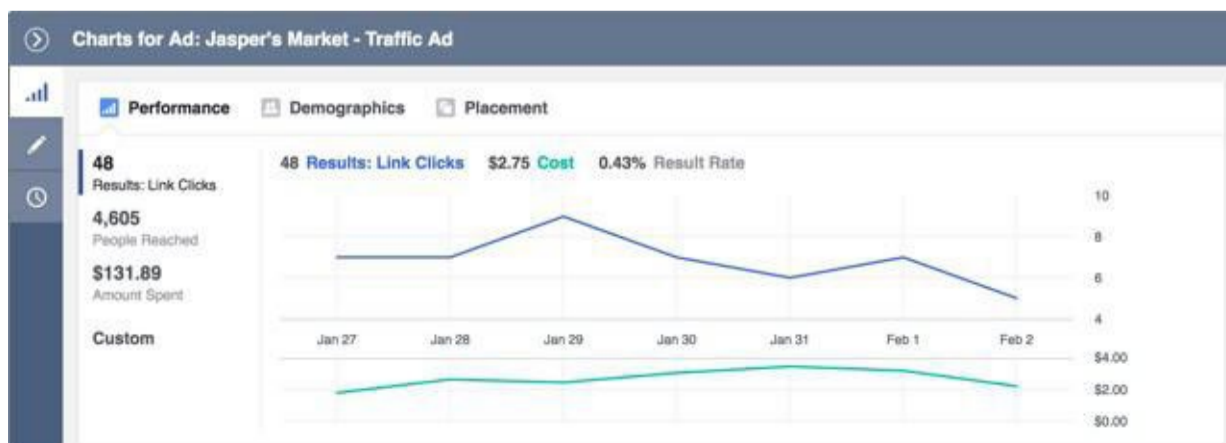 Charts for Ad: Jasper's Market - Traffic Ad
Performance Demographics Placement
48
Results: Link Clicks
4,605
People Reached
$131.89
Amount Spent
Custom
48 Results: Link Clicks $2.75 Cost 0.43% Result Rate
10
8
6
4
Jan 27 Jan 28 Jan 29 Jan 30 Jan 31 Feb 1 Feb 2
$4.00
$2.00
$0.00